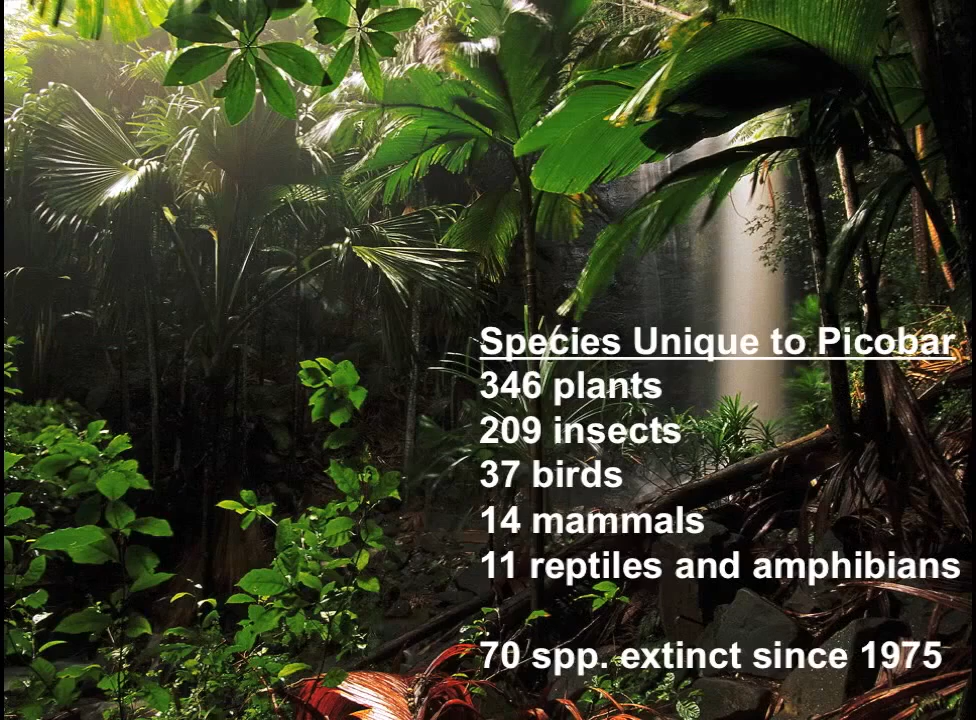 Species Unique to Picobar
346 plants
209 insects
37 birds
14 mammals
11 reptiles and amphibians
70 spp. extinct since 1975